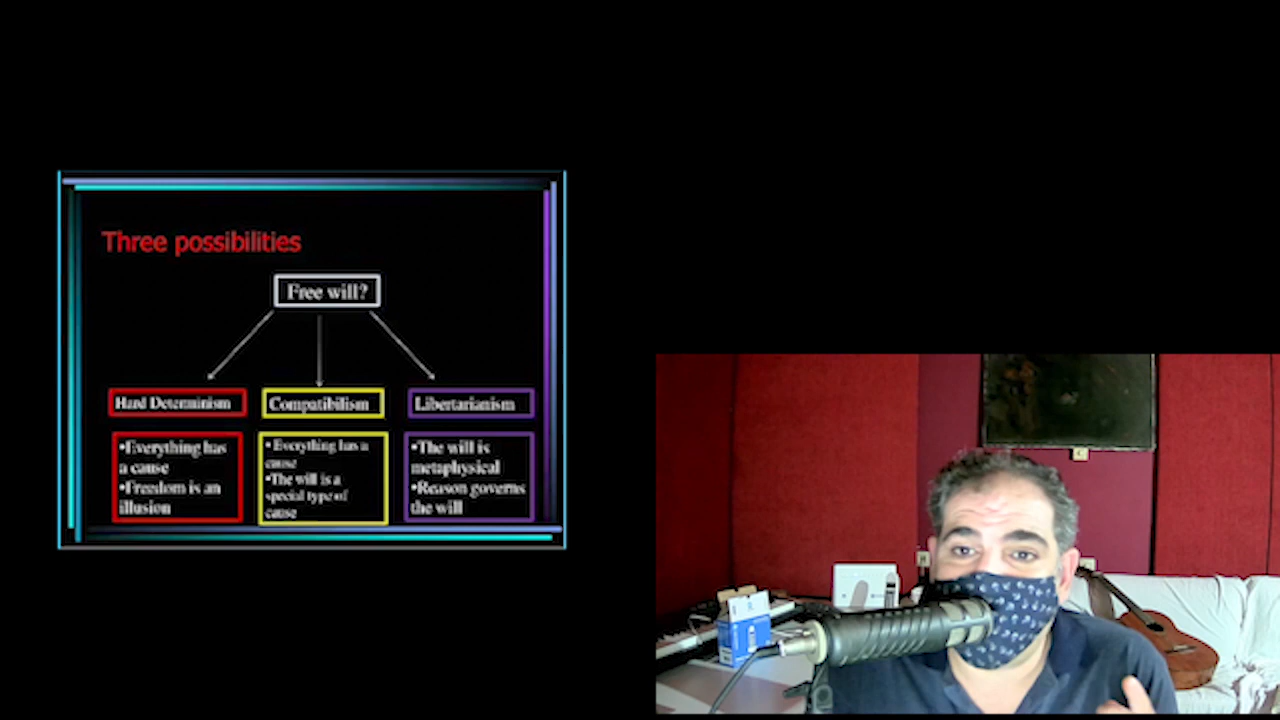 Three possibilities
Free will?
Hard Determinism
Compatibilism
Libertarianism
•Everything has
a cause
•Freedom is an
illusion
• Everything has a
cause
•The will is a
special type of
cause
•The will is
metaphysical
•Reason governs
the will